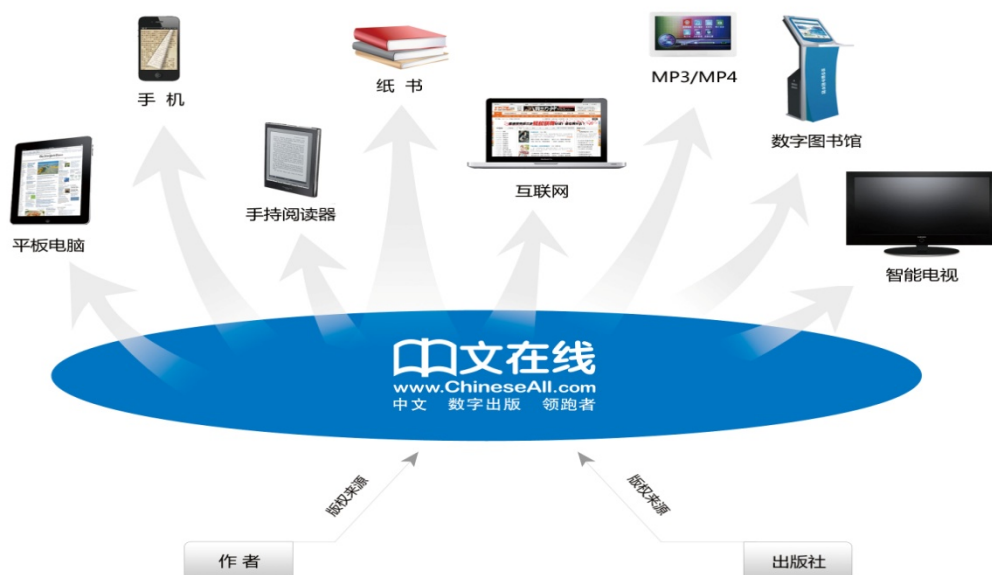 手机
纸书
MP3/MP4
数字图书馆
平板电脑
手持阅读器
互联网
智能电视
中文在线
www.ChineseAll.com
中文 数字出版 领跑者
版权来源
版权来源
作者
出版社